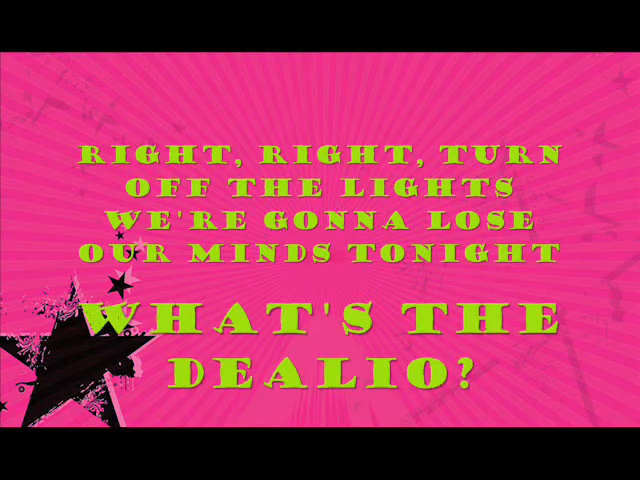 RIGHT, RIGHT, TURN
OFF THE LIGHTS
WE'RE GONNA LOSE
OUR MINDS TONIGHT
WHAT'S THE
DEALIO?